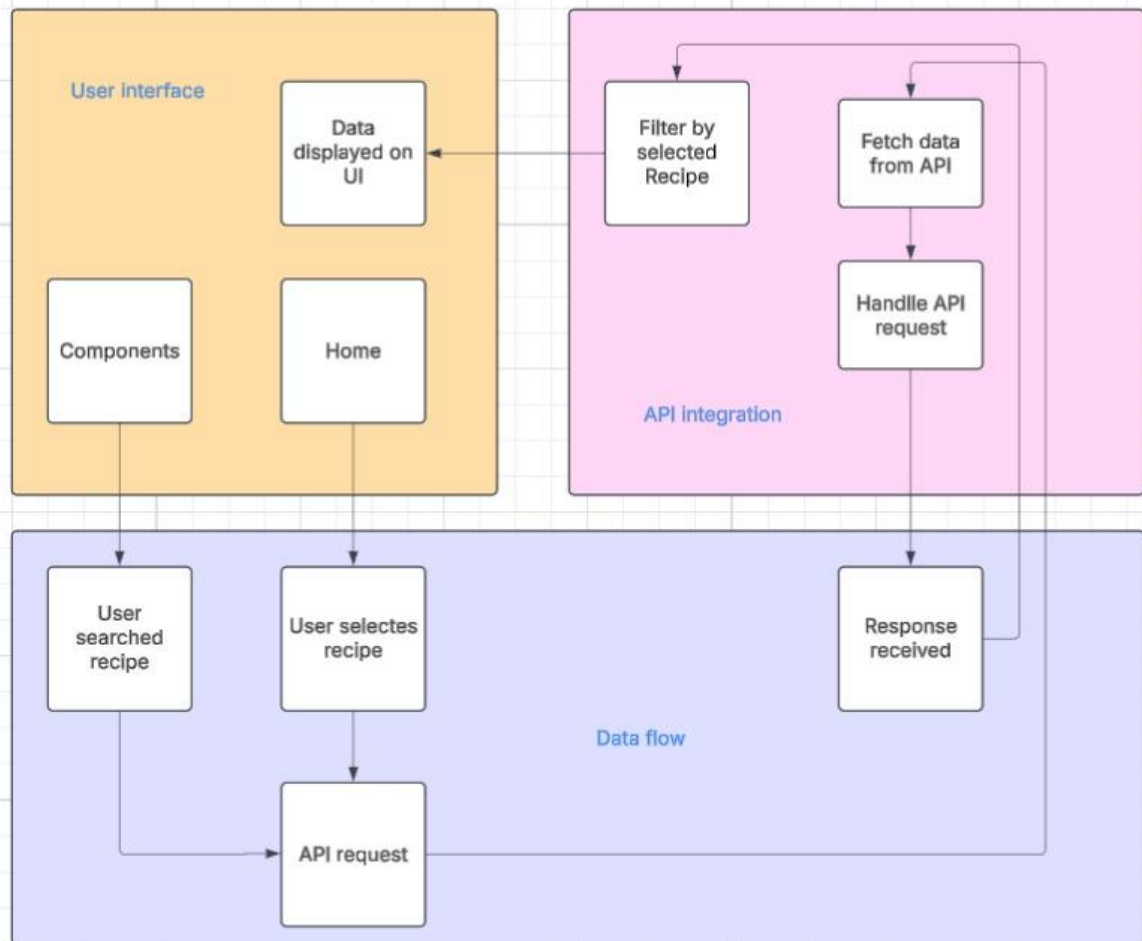 User interface
Data
displayed on
UI
Components
Home
Filter by
selected
Recipe
Fetch data
from API
Handlle API
request
API integration
User
searched
recipe
User selectes
recipe
Response
received
Data flow
API request